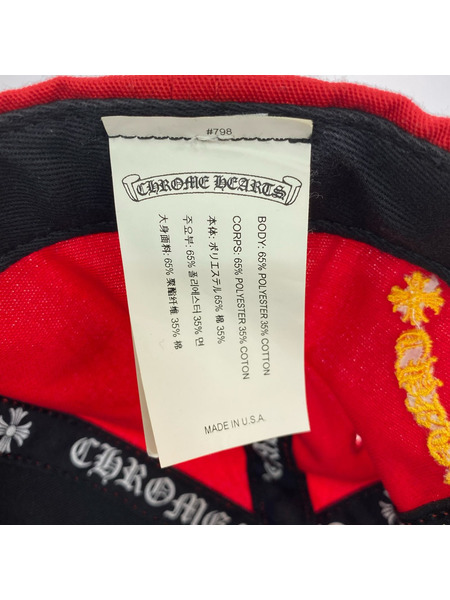 #798
CHROME HEARTS
BODY: 65% POLYESTER 35% COTTON
CORPS: 65% POLYESTER 35% COTON
本体: ポリエステル 65% 棉 35%
주요부: 65% 폴리에스터 35% 면
大身面料: 65% 聚酯纤维 35% 棉
MADE IN U.S.A.
CHROME